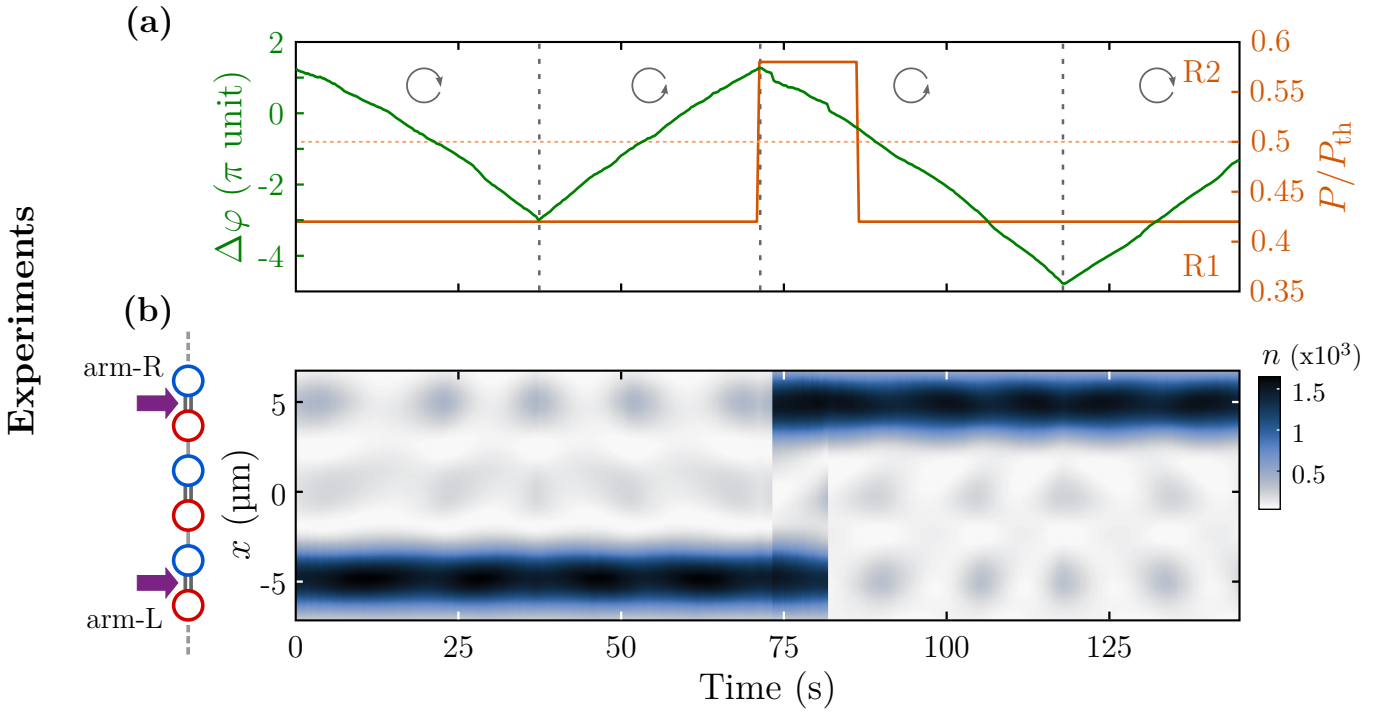 (a)
2
0
-2
-4
Δφ (π unit)
0.6
0.55
0.5
0.45
0.4
0.35
P/P_th
R2
R1
Experiments
(b)
arm-R
arm-L
5
0
-5
x (μm)
0
25
50
75
100
125
Time (s)
n (x10³)
1.5
1
0.5